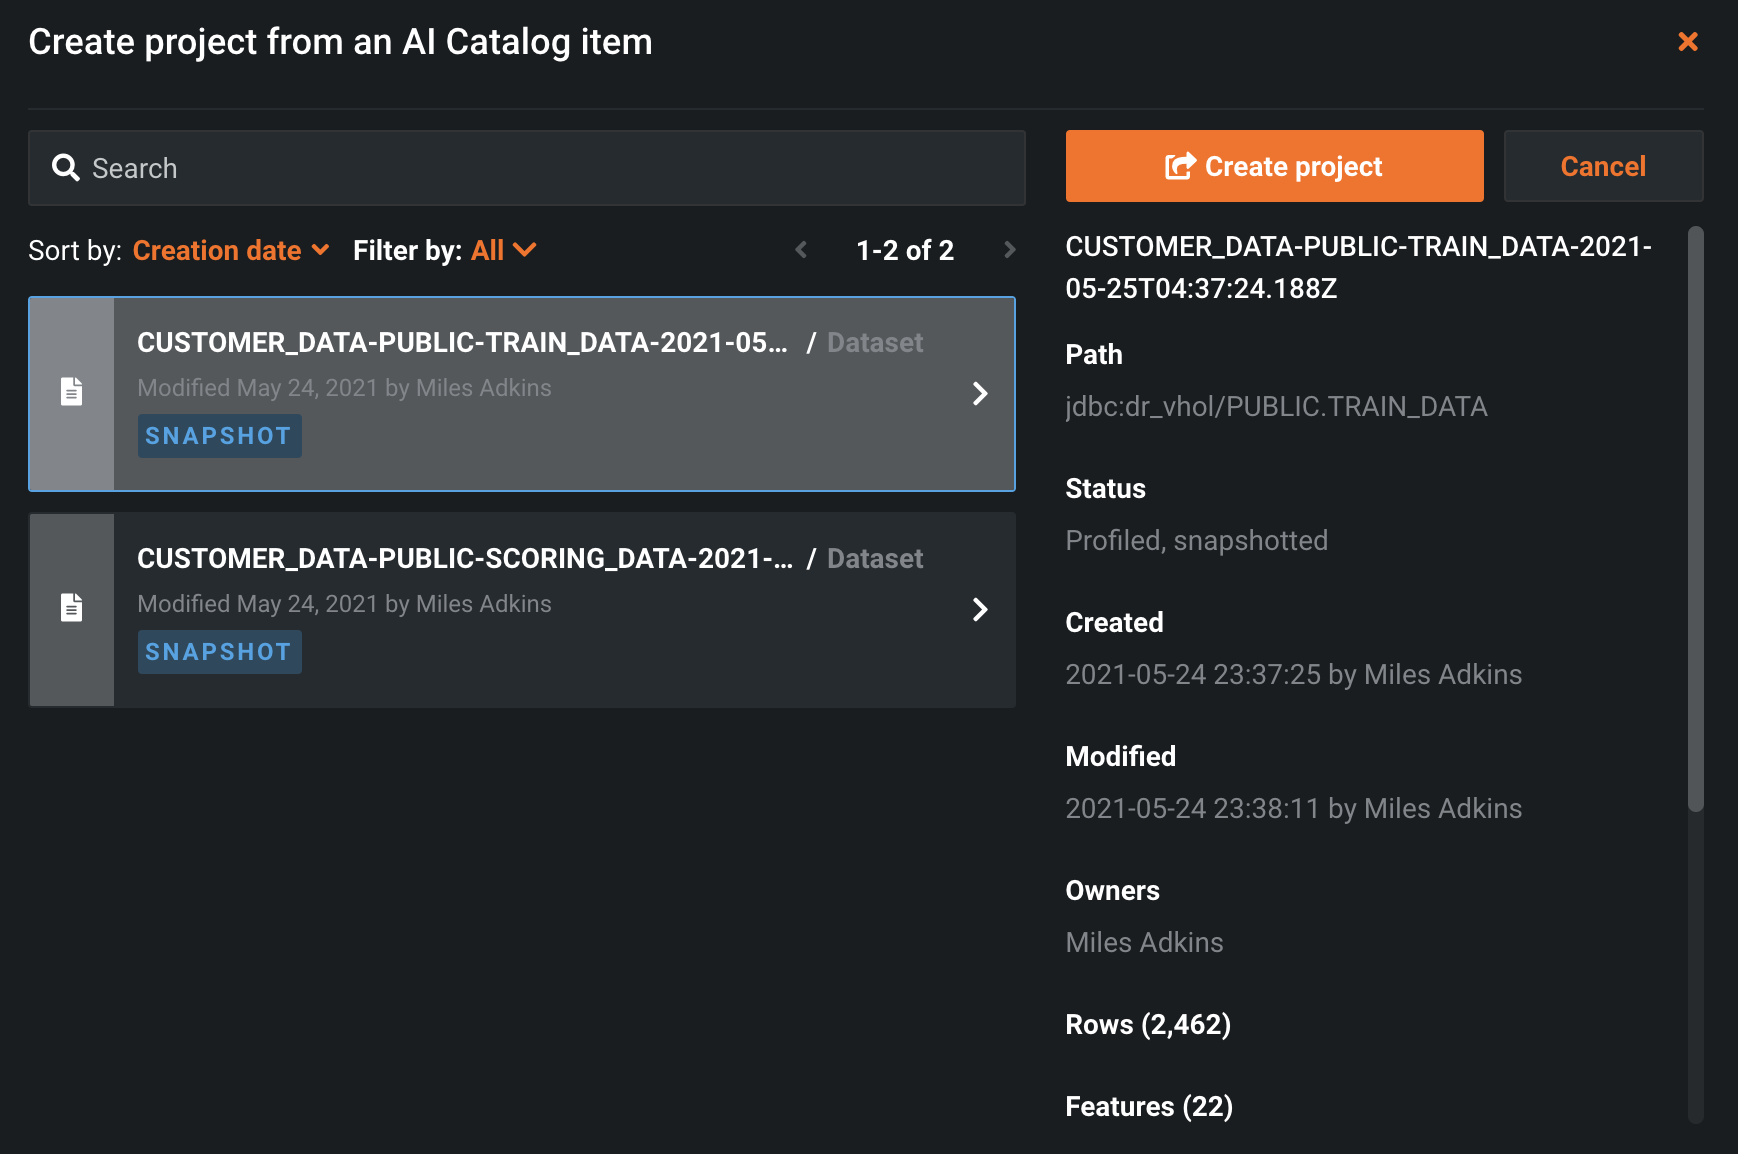 Create project from an AI Catalog item
Search
Sort by: Creation date Filter by: All
1-2 of 2
CUSTOMER_DATA-PUBLIC-TRAIN_DATA-2021-05... / Dataset
Modified May 24, 2021 by Miles Adkins
SNAPSHOT
CUSTOMER_DATA-PUBLIC-SCORING_DATA-2021-... / Dataset
Modified May 24, 2021 by Miles Adkins
SNAPSHOT
Create project
Cancel
CUSTOMER_DATA-PUBLIC-TRAIN_DATA-2021-
05-25T04:37:24.188Z
Path
jdbc:dr_vhol/PUBLIC.TRAIN_DATA
Status
Profiled, snapshotted
Created
2021-05-24 23:37:25 by Miles Adkins
Modified
2021-05-24 23:38:11 by Miles Adkins
Owners
Miles Adkins
Rows (2,462)
Features (22)